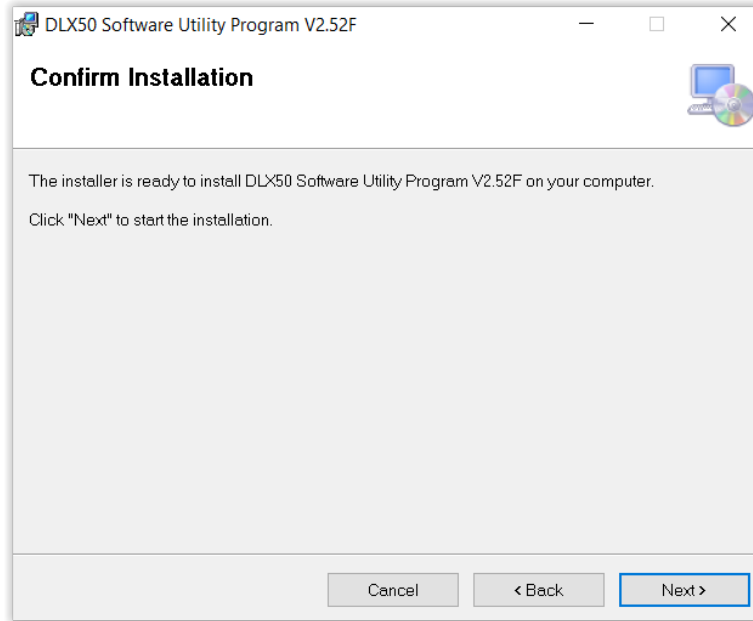 DLX50 Software Utility Program V2.52F
Confirm Installation
The installer is ready to install DLX50 Software Utility Program V2.52F on your computer.
Click "Next" to start the installation.
Cancel
< Back
Next >